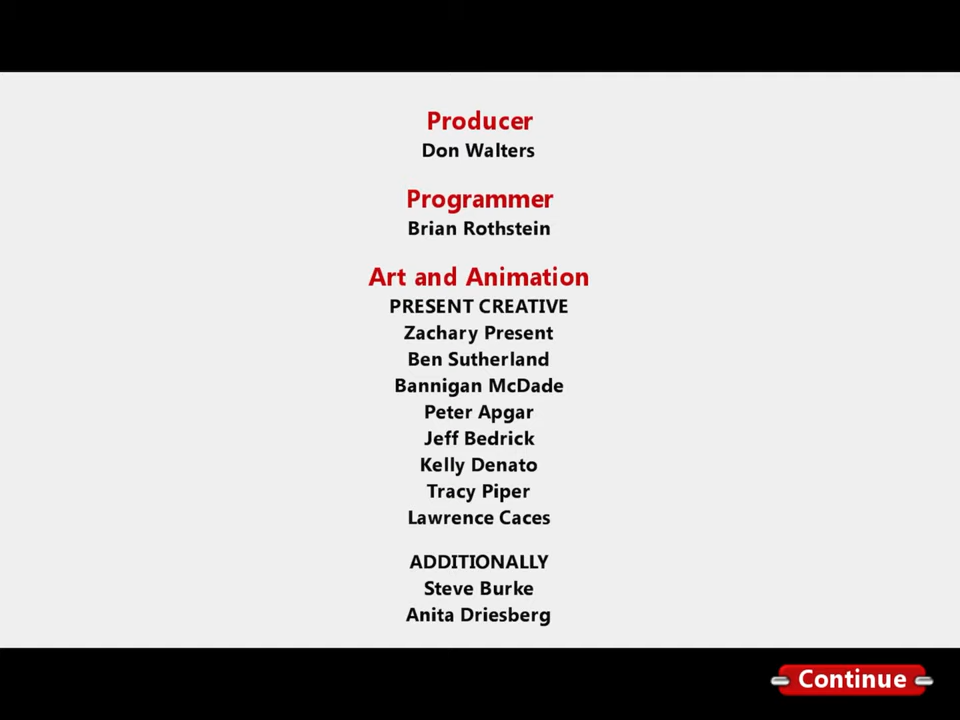 Producer
Don Walters
Programmer
Brian Rothstein
Art and Animation
PRESENT CREATIVE
Zachary Present
Ben Sutherland
Bannigan McDade
Peter Apgar
Jeff Bedrick
Kelly Denato
Tracy Piper
Lawrence Caces
ADDITIONALLY
Steve Burke
Anita Driesberg
Continue